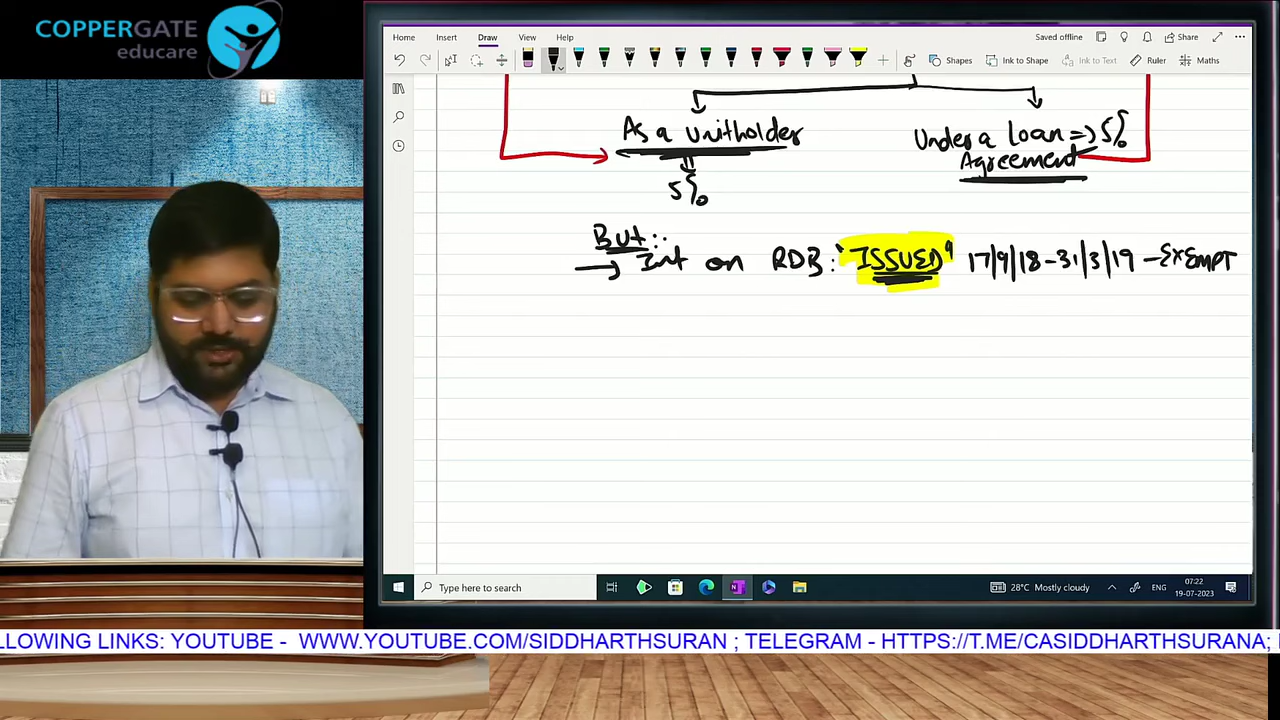 COPPERGATE
educare
Home Insert Draw View Help
Saved offline Share
Shapes Ink to Shape Ink to Text Ruler Maths
As a unitholder
5%
Under a loan => 5%
Agreement
But:
→ Int on RDB: "ISSUED" 17/9/18-31/3/19 - EXEMPT
Type here to search
28°C Mostly cloudy ENG
07:22
19-07-2023
LLOWING LINKS: YOUTUBE - WWW.YOUTUBE.COM/SIDDHARTHSURAN ; TELEGRAM - HTTPS://T.ME/CASIDDHARTHSURANA;